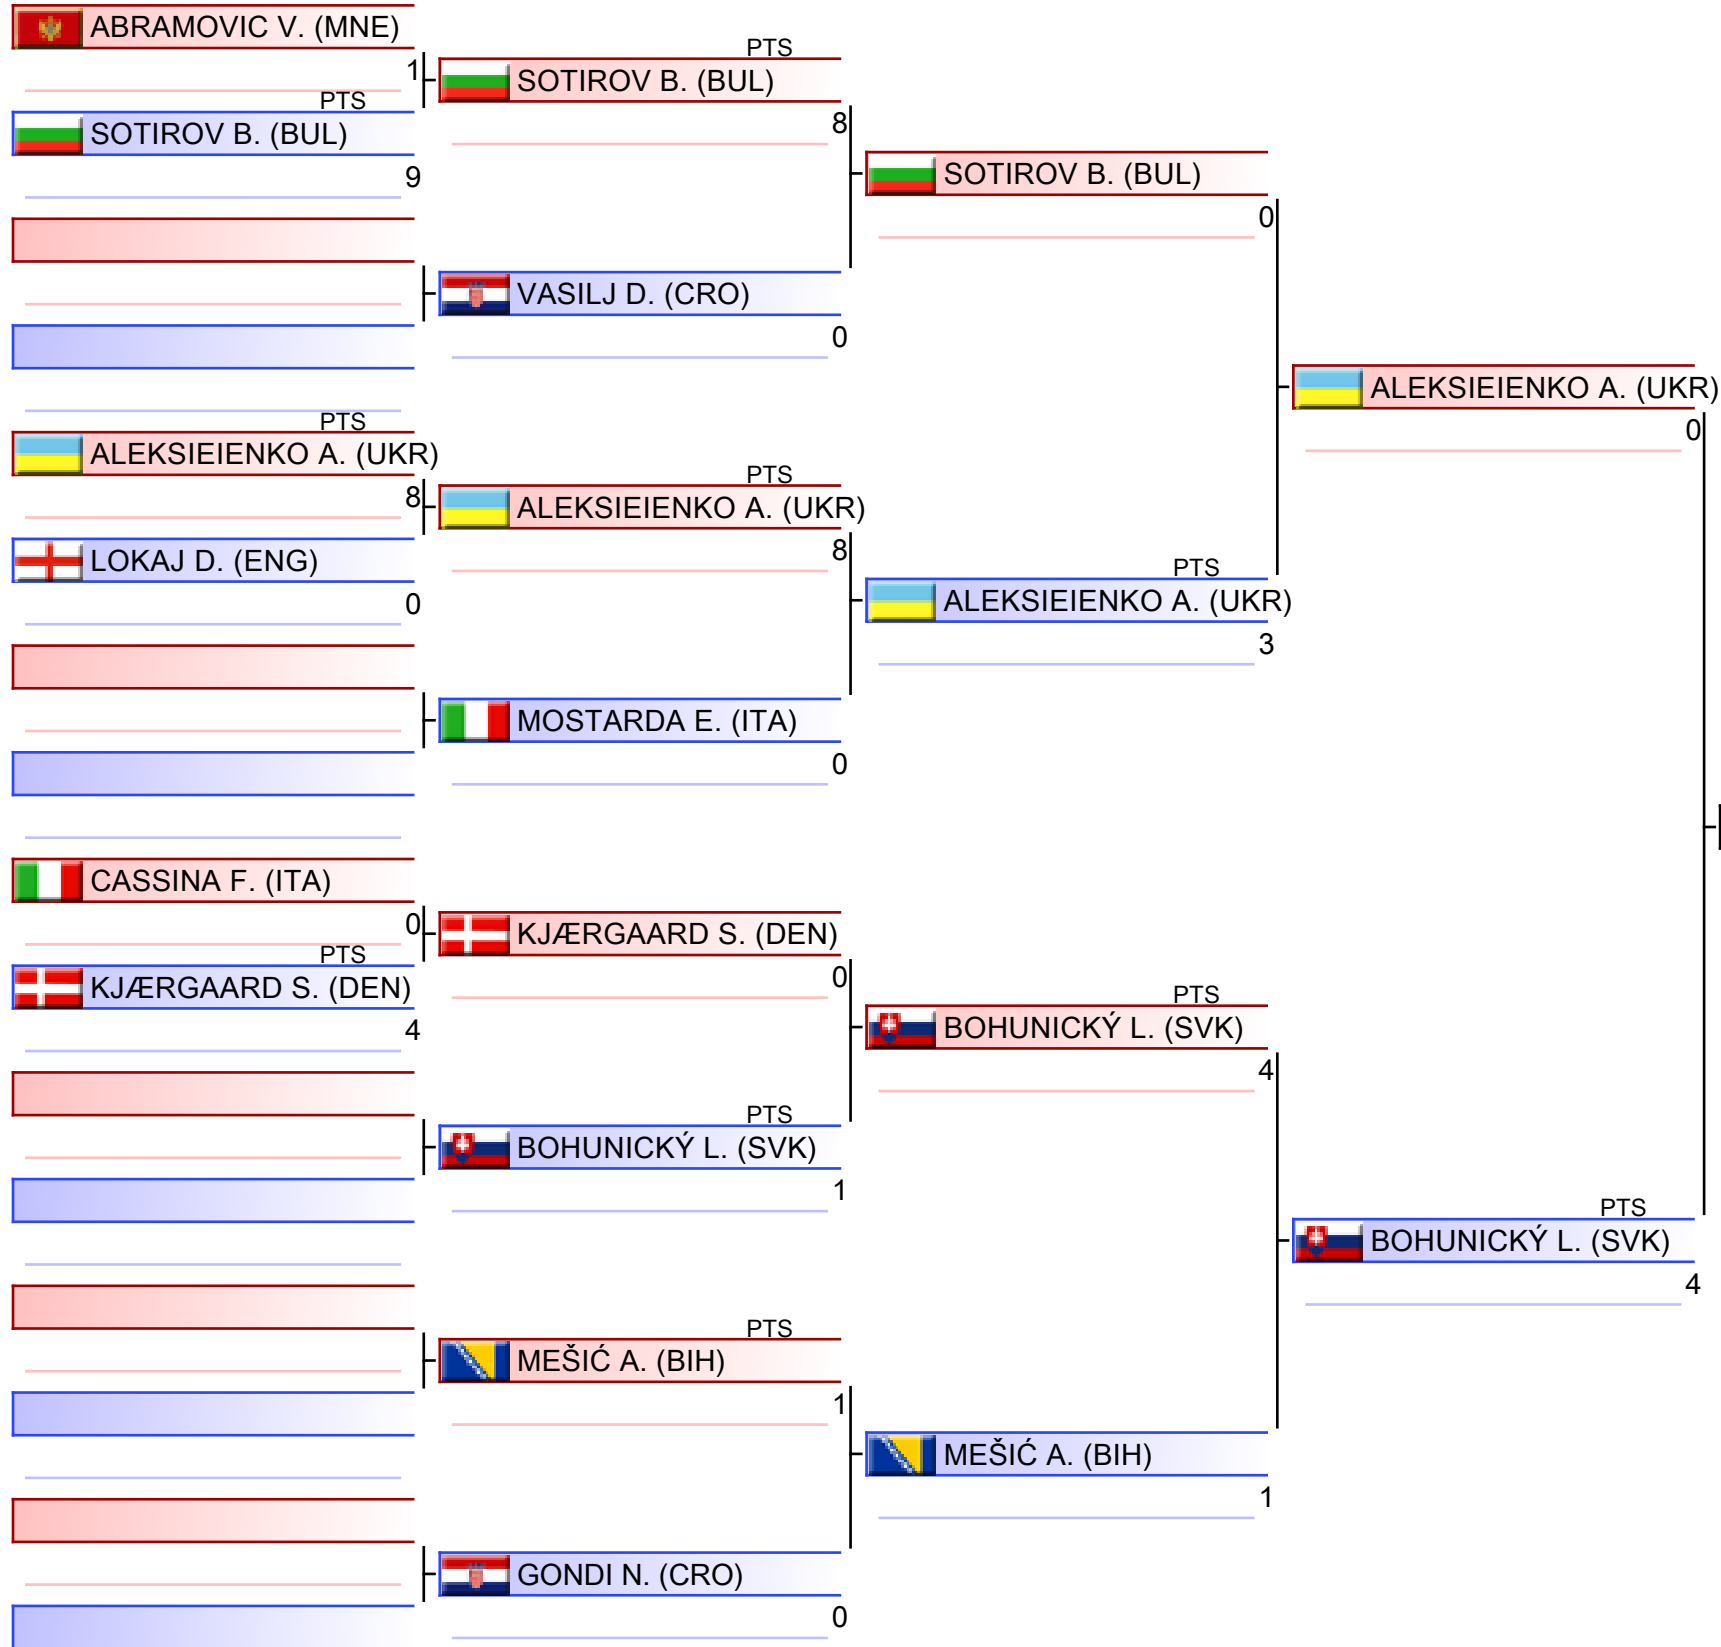 ABRAMOVIC V. (MNE)
1
PTS
SOTIROV B. (BUL)
9
PTS
ALEKSIEIENKO A. (UKR)
8
LOKAJ D. (ENG)
0
CASSINA F. (ITA)
0
PTS
KJÆRGAARD S. (DEN)
4
PTS
SOTIROV B. (BUL)
8
VASILJ D. (CRO)
0
PTS
ALEKSIEIENKO A. (UKR)
8
MOSTARDA E. (ITA)
0
KJÆRGAARD S. (DEN)
0
PTS
BOHUNICKÝ L. (SVK)
1
PTS
MEŠIĆ A. (BIH)
1
GONDI N. (CRO)
0
SOTIROV B. (BUL)
0
PTS
ALEKSIEIENKO A. (UKR)
3
PTS
BOHUNICKÝ L. (SVK)
4
MEŠIĆ A. (BIH)
1
ALEKSIEIENKO A. (UKR)
0
PTS
BOHUNICKÝ L. (SVK)
4